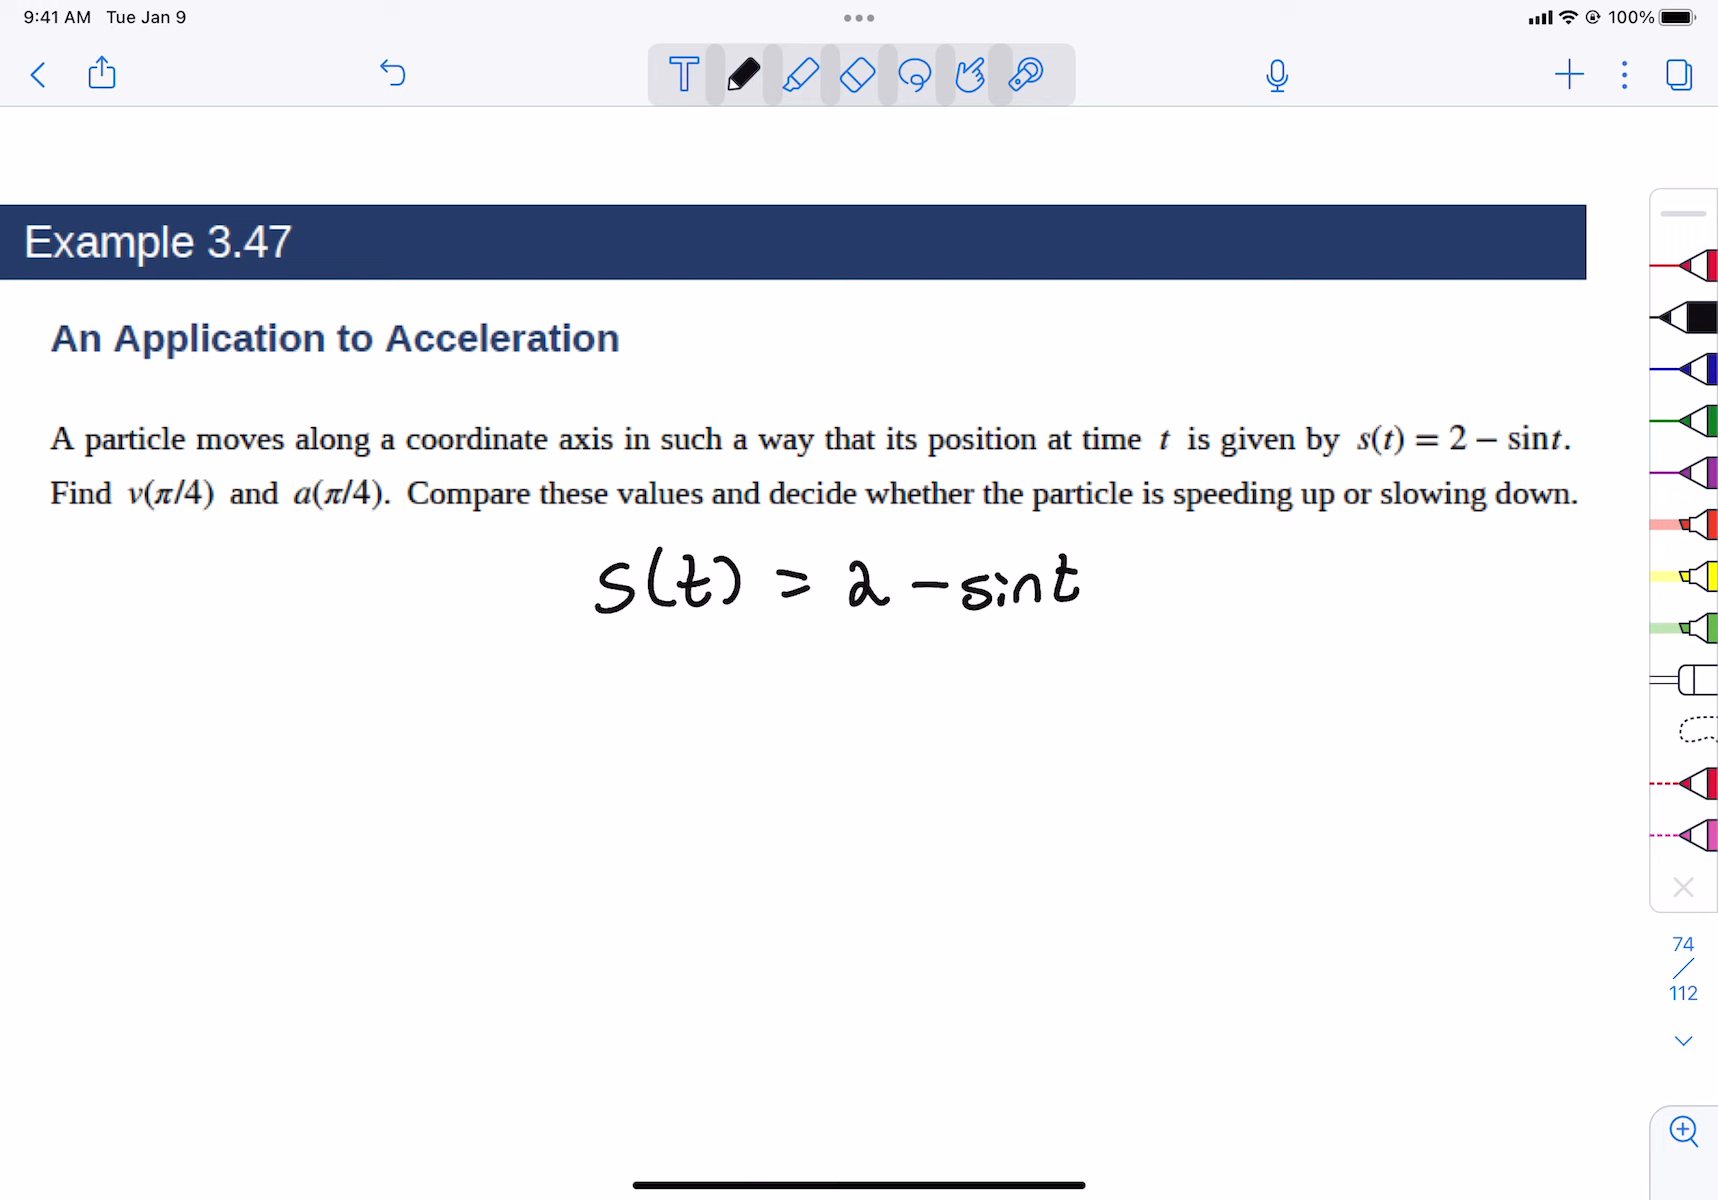 9:41 AM Tue Jan 9
100%
Example 3.47
An Application to Acceleration
A particle moves along a coordinate axis in such a way that its position at time t is given by s(t) = 2 − sint.
Find v(π/4) and a(π/4). Compare these values and decide whether the particle is speeding up or slowing down.
s(t) = 2 − sint
74
/
112